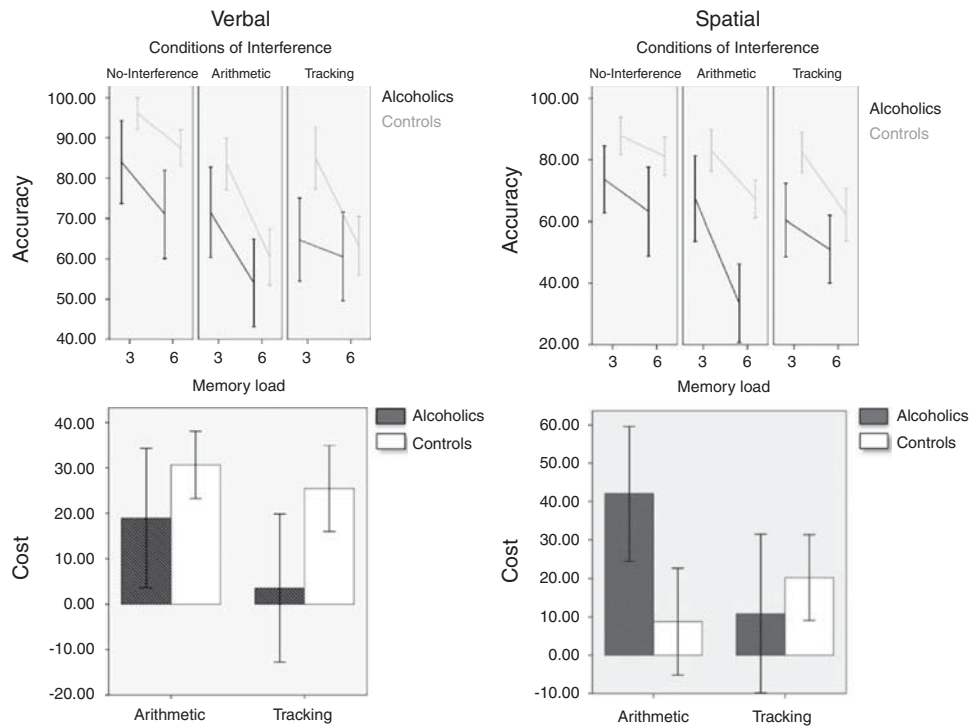 Verbal
Conditions of Interference
No-Interference Arithmetic Tracking
Alcoholics
Controls
Accuracy
100.00
90.00
80.00
70.00
60.00
50.00
40.00
3 6 3 6 3 6
Memory load
Spatial
Conditions of Interference
No-Interference Arithmetic Tracking
Alcoholics
Controls
Accuracy
100.00
80.00
60.00
40.00
20.00
3 6 3 6 3 6
Memory load
Alcoholics
Controls
Cost
40.00
30.00
20.00
10.00
0.00
-10.00
-20.00
Arithmetic Tracking
Alcoholics
Controls
Cost
60.00
50.00
40.00
30.00
20.00
10.00
0.00
-10.00
Arithmetic Tracking